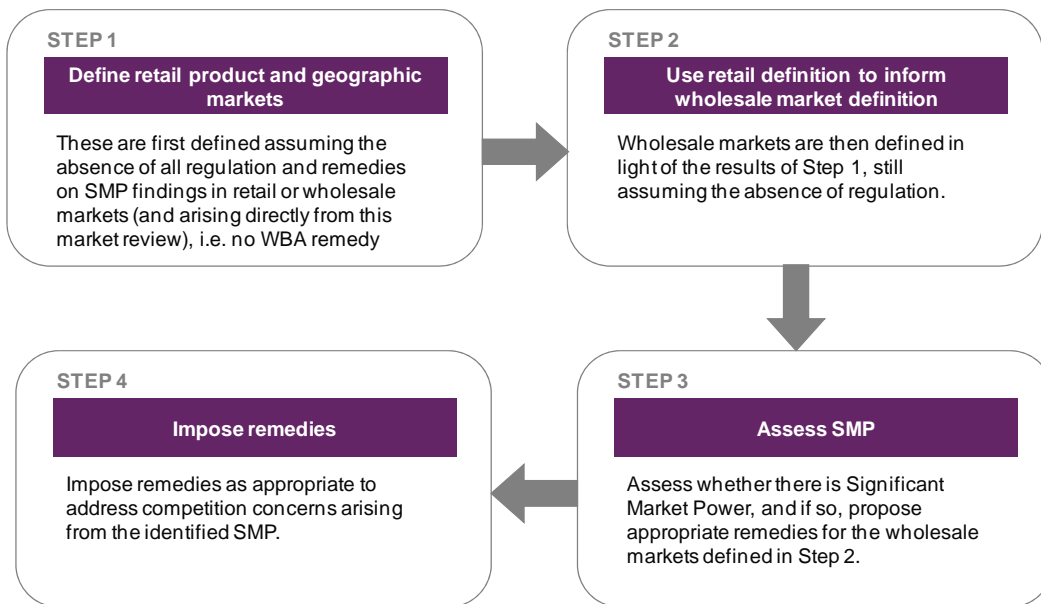 STEP 1
Define retail product and geographic
markets
These are first defined assuming the
absence of all regulation and remedies
on SMP findings in retail or wholesale
markets (and arising directly from this
market review), i.e. no WBA remedy
STEP 2
Use retail definition to inform
wholesale market definition
Wholesale markets are then defined in
light of the results of Step 1, still
assuming the absence of regulation.
STEP 3
Assess SMP
Assess whether there is Significant
Market Power, and if so, propose
appropriate remedies for the wholesale
markets defined in Step 2.
STEP 4
Impose remedies
Impose remedies as appropriate to
address competition concerns arising
from the identified SMP.